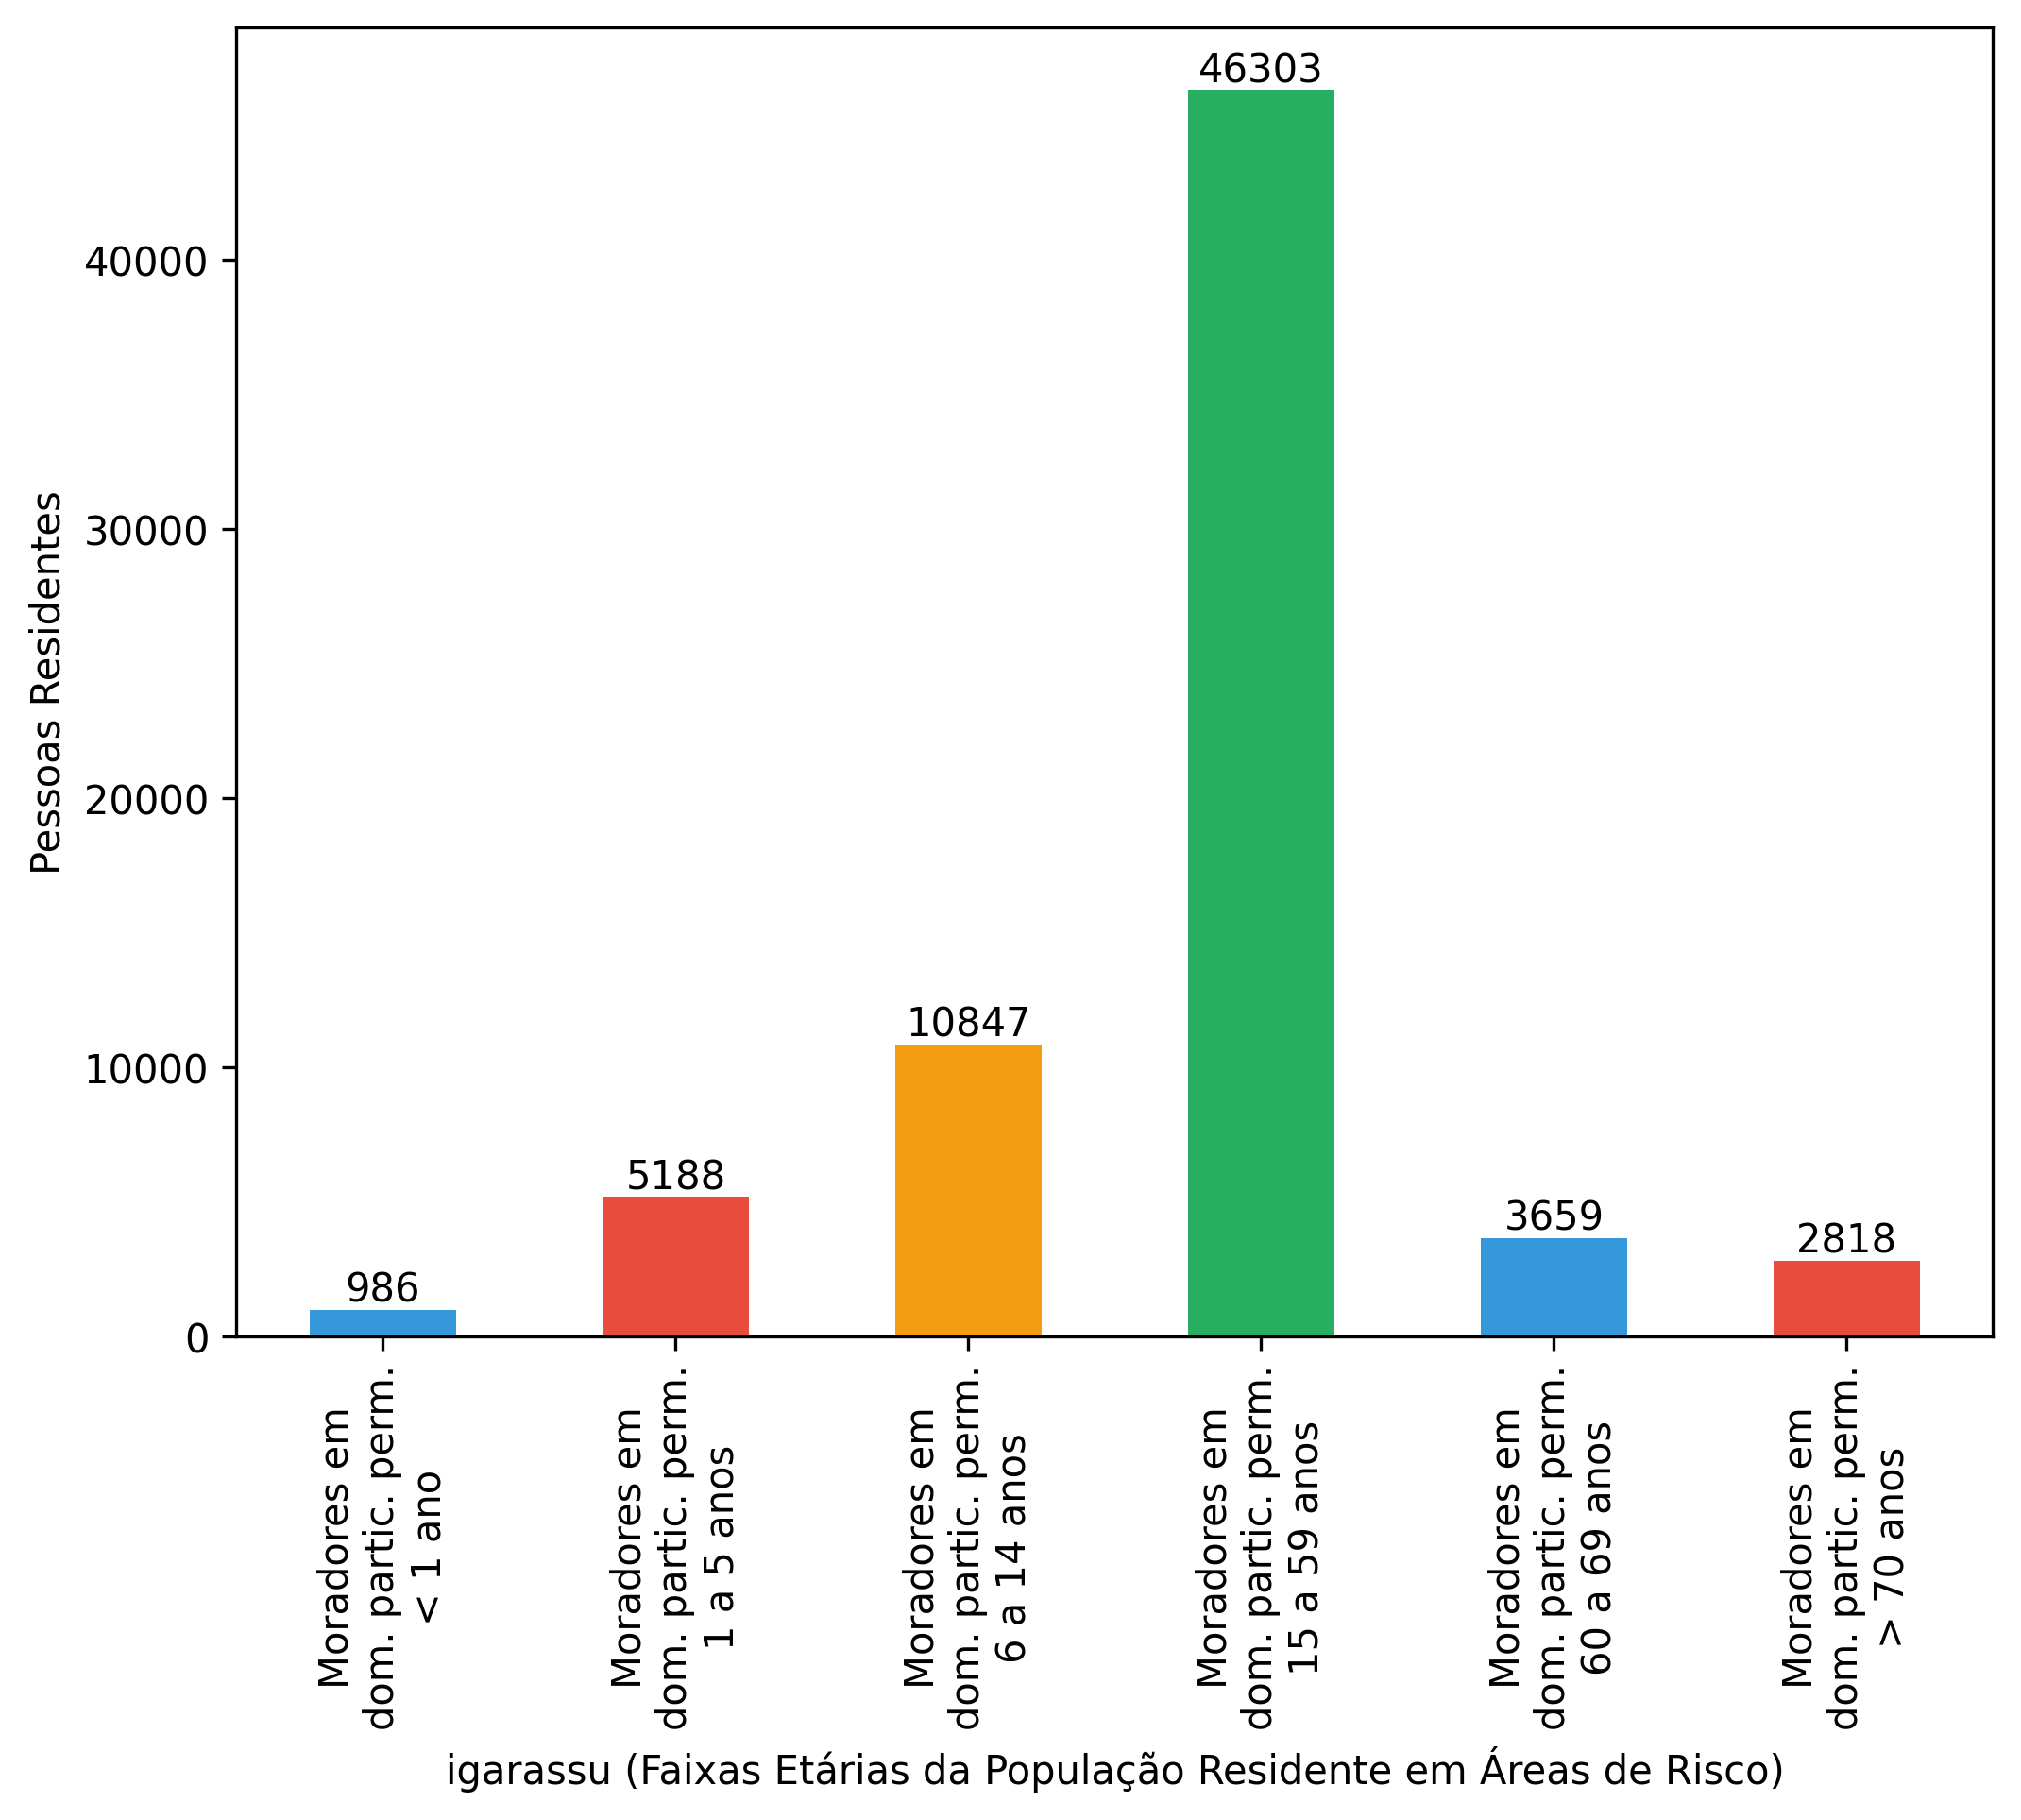 Pessoas Residentes
40000
30000
20000
10000
0
986
5188
10847
46303
3659
2818
Moradores em
dom. partic. perm.
< 1 ano
Moradores em
dom. partic. perm.
1 a 5 anos
Moradores em
dom. partic. perm.
6 a 14 anos
Moradores em
dom. partic. perm.
15 a 59 anos
Moradores em
dom. partic. perm.
60 a 69 anos
Moradores em
dom. partic. perm.
> 70 anos
igarassu (Faixas Etárias da População Residente em Áreas de Risco)